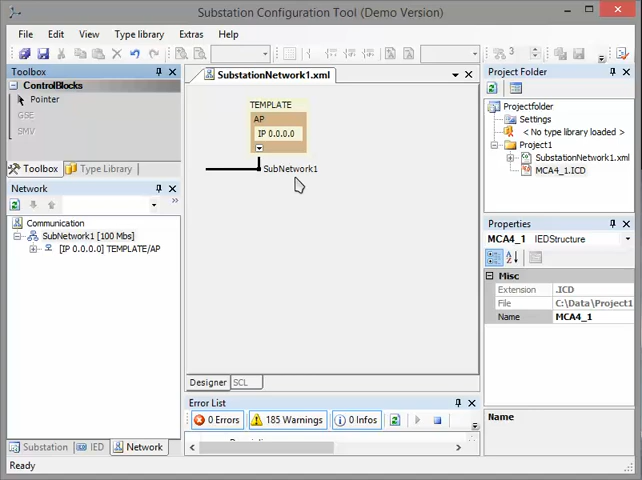 Substation Configuration Tool (Demo Version)
File Edit View Type library Extras Help
3
Toolbox
ControlBlocks
Pointer
GSE
SMV
Toolbox Type Library
Network
Communication
SubNetwork1 [100 Mbs]
[IP 0.0.0.0] TEMPLATE/AP
Substation IED Network
SubstationNetwork1.xml
TEMPLATE
AP
IP 0.0.0.0
SubNetwork1
Designer SCL
Error List
0 Errors 185 Warnings 0 Infos
Project Folder
Projectfolder
Settings
< No type library loaded >
Project1
SubstationNetwork1.xml
MCA4_1.ICD
Properties
MCA4_1 IEDStructure
Misc
Extension .ICD
File C:\Data\Project1
Name MCA4_1
Name
Ready